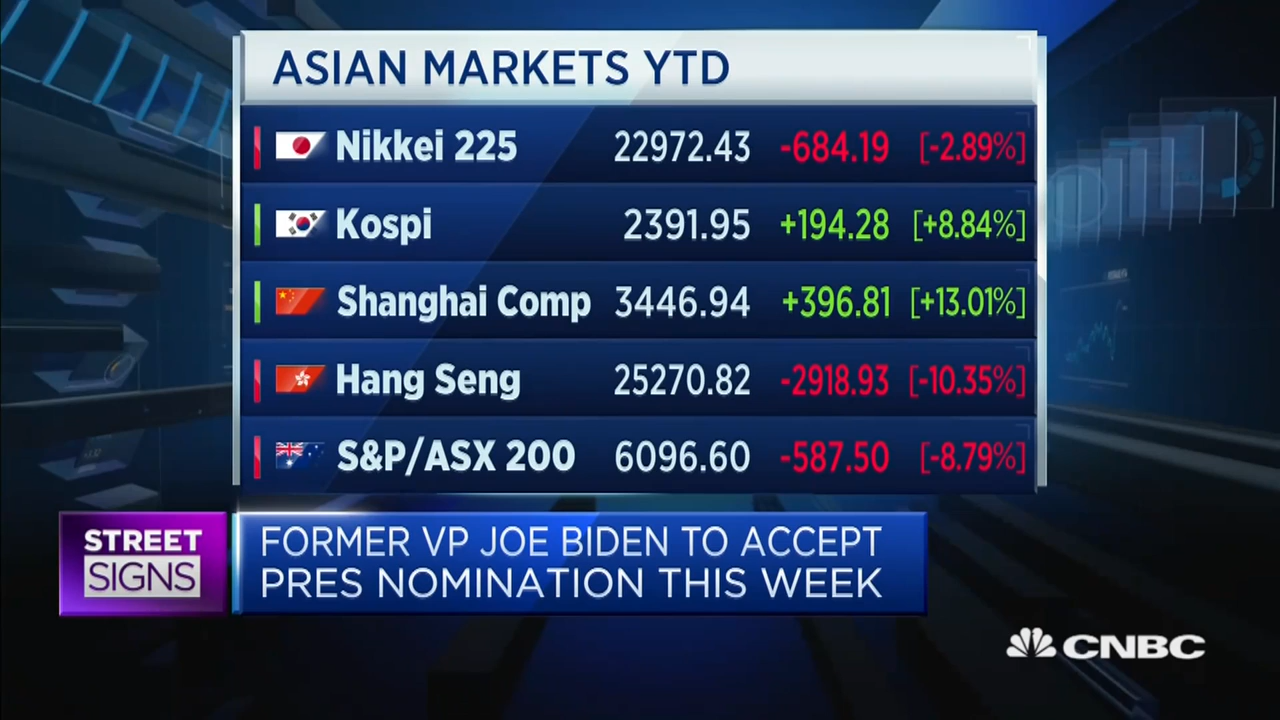 ASIAN MARKETS YTD
Nikkei 225 22972.43 -684.19 [-2.89%]
Kospi 2391.95 +194.28 [+8.84%]
Shanghai Comp 3446.94 +396.81 [+13.01%]
Hang Seng 25270.82 -2918.93 [-10.35%]
S&P/ASX 200 6096.60 -587.50 [-8.79%]
STREET
SIGNS
FORMER VP JOE BIDEN TO ACCEPT
PRES NOMINATION THIS WEEK
CNBC